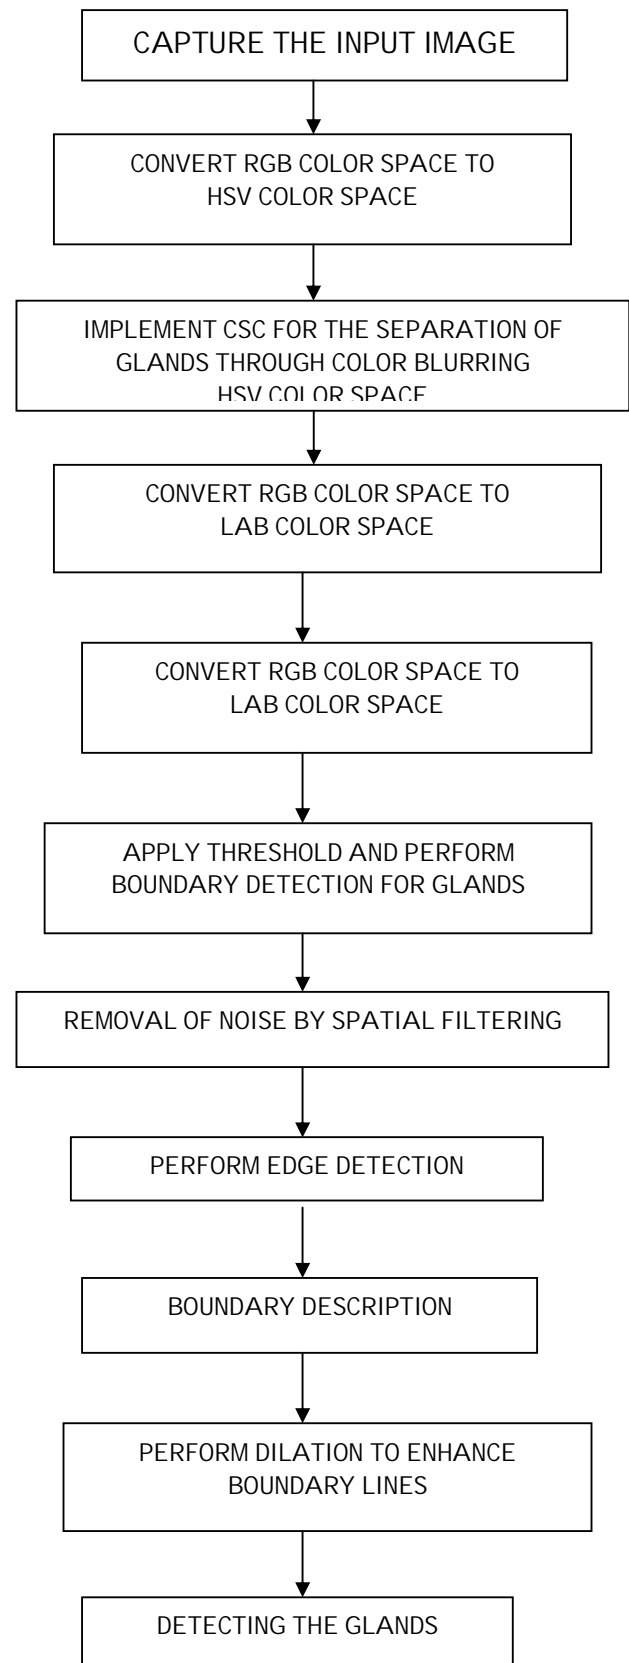 CAPTURE THE INPUT IMAGE
CONVERT RGB COLOR SPACE TO
HSV COLOR SPACE
IMPLEMENT CSC FOR THE SEPARATION OF
GLANDS THROUGH COLOR BLURRING
HSV COLOR SPACE
CONVERT RGB COLOR SPACE TO
LAB COLOR SPACE
CONVERT RGB COLOR SPACE TO
LAB COLOR SPACE
APPLY THRESHOLD AND PERFORM
BOUNDARY DETECTION FOR GLANDS
REMOVAL OF NOISE BY SPATIAL FILTERING
PERFORM EDGE DETECTION
BOUNDARY DESCRIPTION
PERFORM DILATION TO ENHANCE
BOUNDARY LINES
DETECTING THE GLANDS